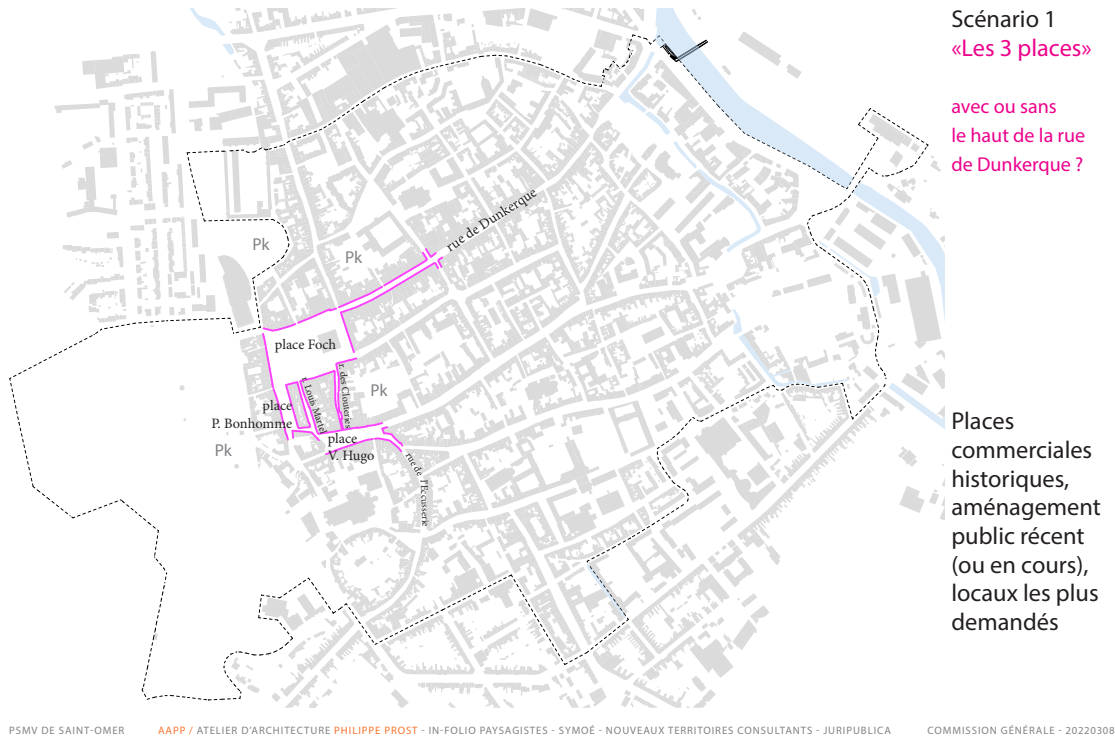 Scénario 1
«Les 3 places»
avec ou sans
le haut de la rue
de Dunkerque ?
rue de Dunkerque
Pk
Pk
place Foch
r. Louis Martel
r. des Clouteries
Pk
place
P. Bonhomme
place
V. Hugo
Pk
rue de l'Ecusserie
Places
commerciales
historiques,
aménagement
public récent
(ou en cours),
locaux les plus
demandés
PSMV DE SAINT-OMER AAPP / ATELIER D'ARCHITECTURE PHILIPPE PROST - IN-FOLIO PAYSAGISTES - SYMOÉ - NOUVEAUX TERRITOIRES CONSULTANTS - JURIPUBLICA COMMISSION GÉNÉRALE - 20220308